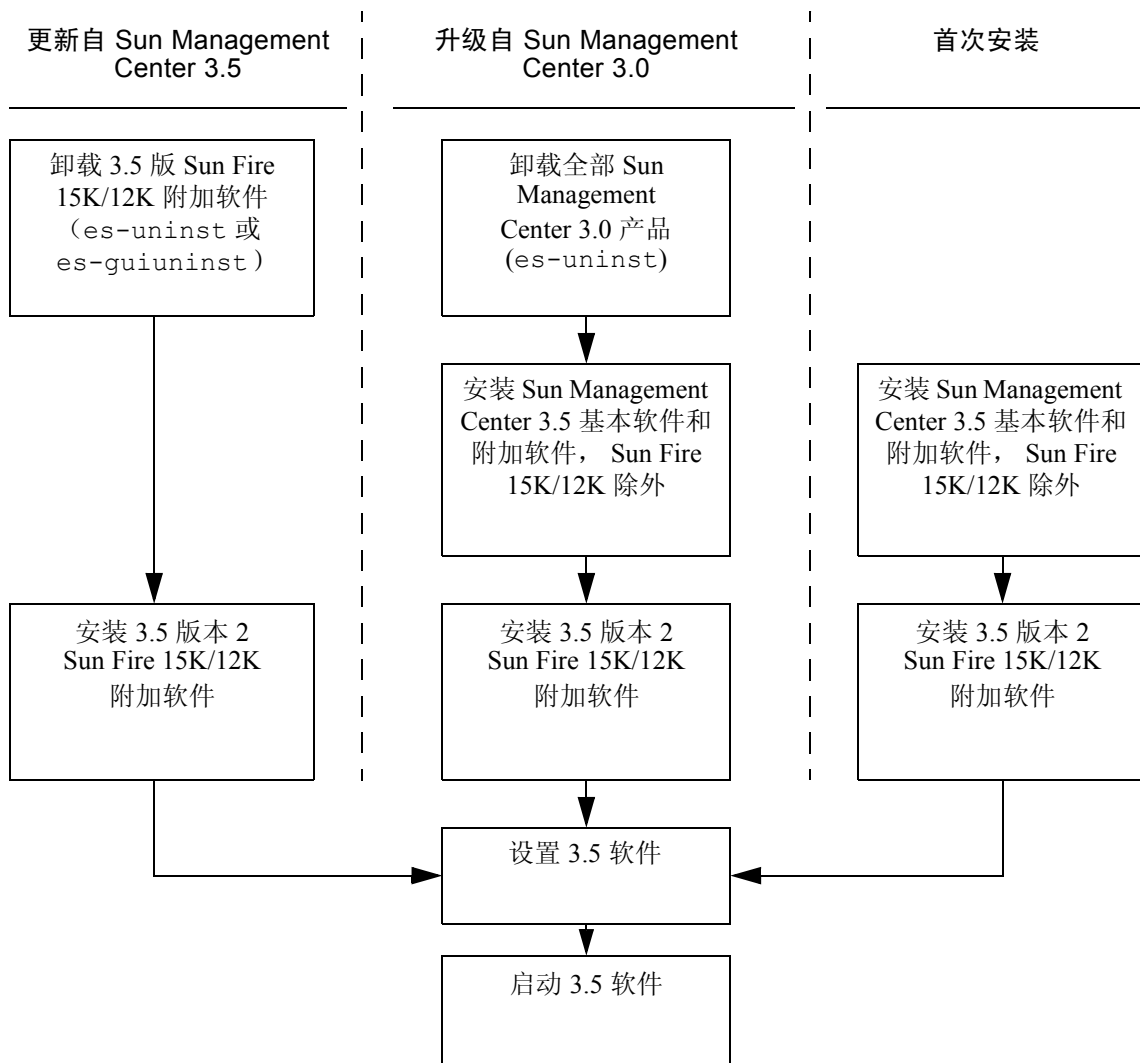 更新自 Sun Management
Center 3.5
升级自 Sun Management
Center 3.0
首次安装
卸载 3.5 版 Sun Fire
15K/12K 附加软件
（es-uninst 或
es-guiuninst）
卸载全部 Sun
Management
Center 3.0 产品
(es-uninst)
安装 Sun Management
Center 3.5 基本软件和
附加软件， Sun Fire
15K/12K 除外
安装 Sun Management
Center 3.5 基本软件和
附加软件， Sun Fire
15K/12K 除外
安装 3.5 版本 2
Sun Fire 15K/12K
附加软件
安装 3.5 版本 2
Sun Fire 15K/12K
附加软件
安装 3.5 版本 2
Sun Fire 15K/12K
附加软件
设置 3.5 软件
启动 3.5 软件